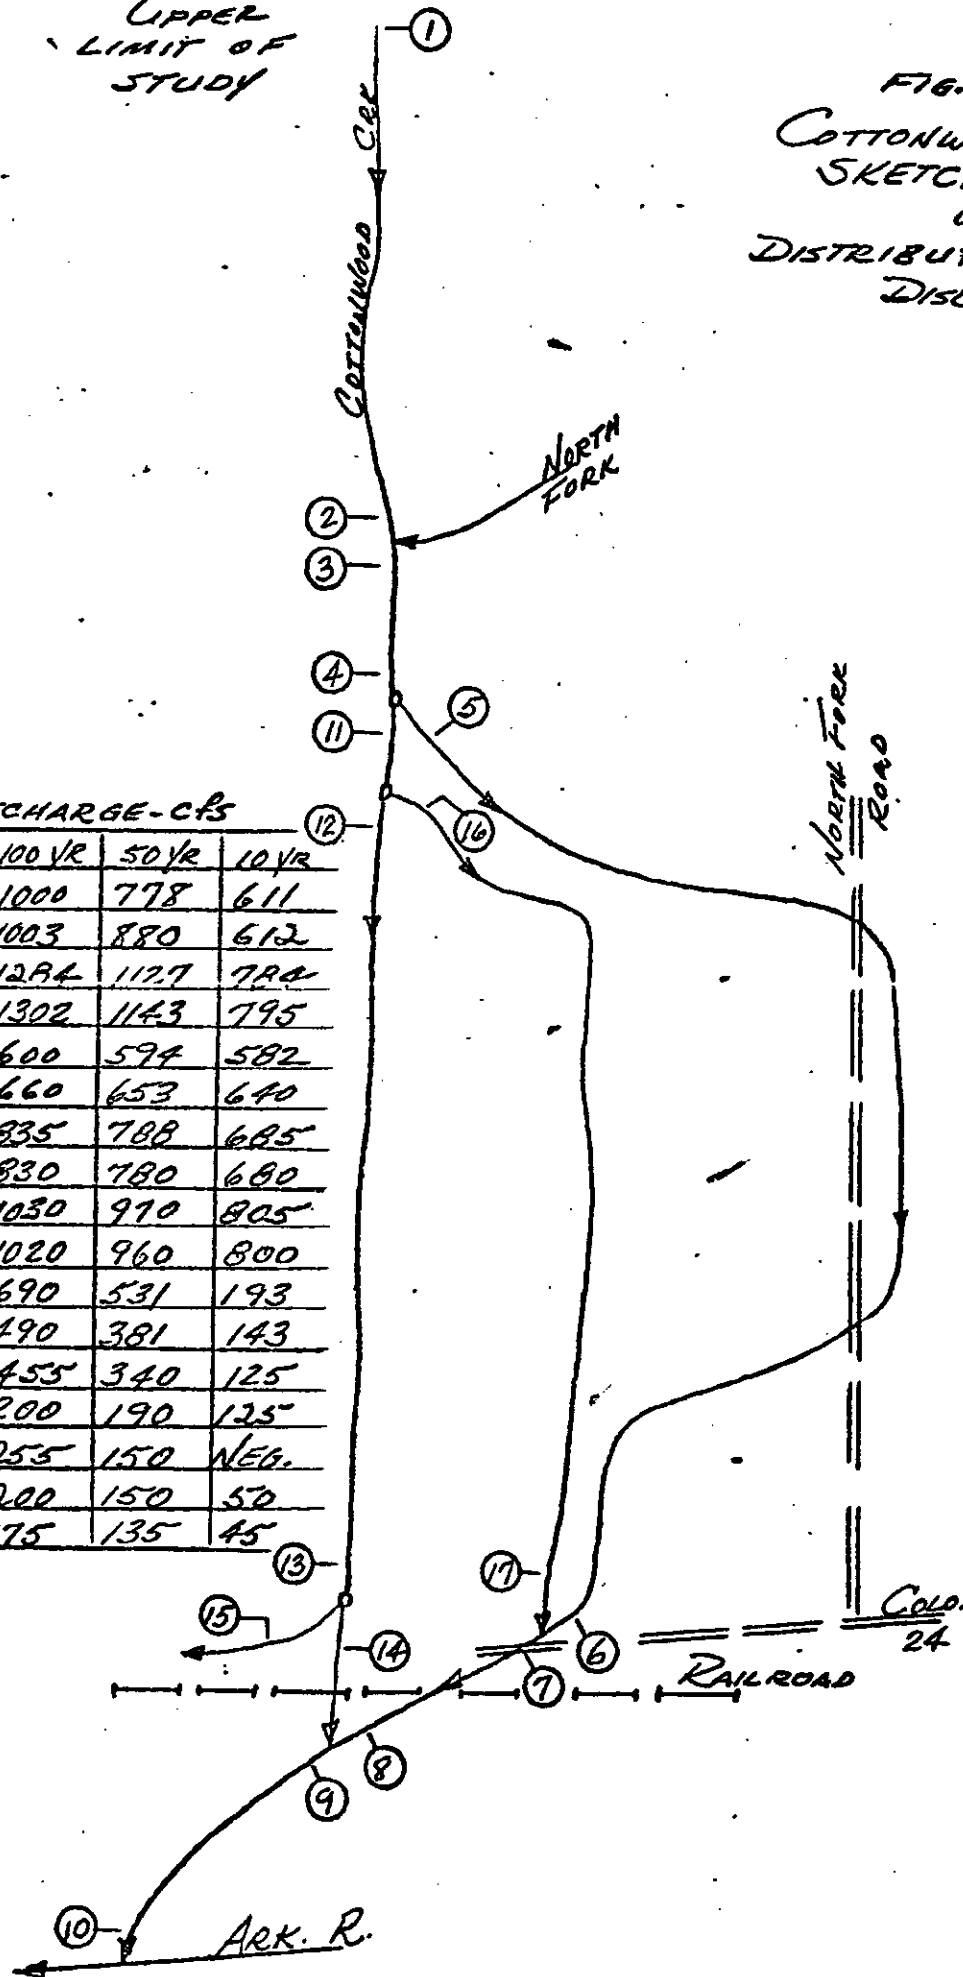 UPPER
LIMIT OF
STUDY
①
FIG.
COTTONW
SKETC
DISTRIBUT
DISC
COTTONWOOD CRK
NORTH
FORK
②
③
④
⑤
⑪
⑫
⑯
NORTH FORK
ROAD
CHARGE-cfs
100 YR 50 YR 10 YR
1000 778 611
1003 880 612
1284 1127 784
1302 1143 795
600 594 582
660 653 640
835 788 685
830 780 680
1030 970 805
1020 960 800
690 531 193
490 381 143
455 340 125
200 190 125
255 150 NEG.
200 150 50
75 135 45
⑬
⑰
⑮
⑭
⑥
COLO.
24
⑦
RAILROAD
⑧
⑨
⑩
ARK. R.